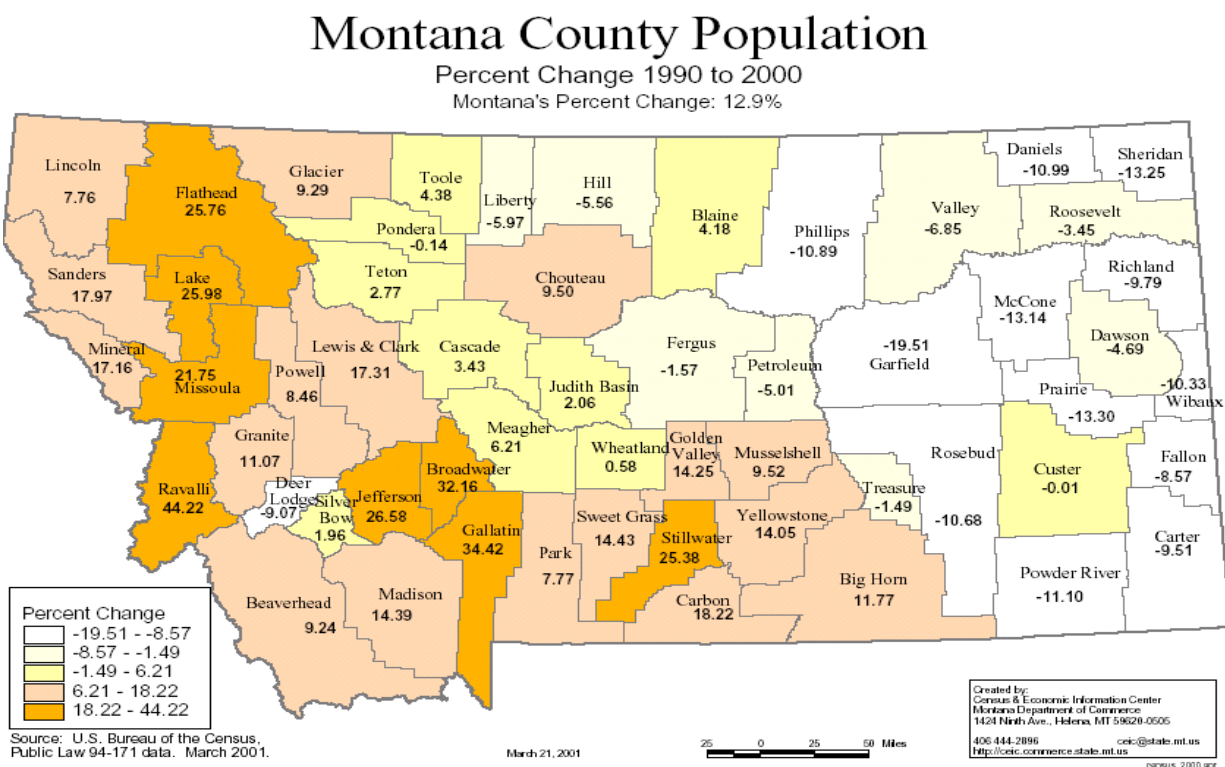 Montana County Population
Percent Change 1990 to 2000
Montana's Percent Change: 12.9%
Lincoln
7.76
Flathead
25.76
Glacier
9.29
Toole
4.38
Liberty
-5.97
Hill
-5.56
Blaine
4.18
Phillips
-10.89
Valley
-6.85
Daniels
-10.99
Sheridan
-13.25
Roosevelt
-3.45
Pondera
-0.14
Teton
2.77
Chouteau
9.50
Sanders
17.97
Lake
25.98
Richland
-9.79
McCone
-13.14
Dawson
-4.69
Mineral
17.16
21.75
Missoula
Powell
8.46
Lewis & Clark
17.31
Cascade
3.43
Judith Basin
2.06
Fergus
-1.57
Petroleum
-5.01
-19.51
Garfield
Prairie
-13.30
-10.33
Wibaux
Granite
11.07
Meagher
6.21
Wheatland
0.58
Golden
Valley
14.25
Musselshell
9.52
Rosebud
-10.68
Custer
-0.01
Fallon
-8.57
Ravalli
44.22
Deer
Lodge
-9.07
Silver
Bow
1.96
Jefferson
26.58
Broadwater
32.16
Gallatin
34.42
Park
7.77
Sweet Grass
14.43
Stillwater
25.38
Yellowstone
14.05
Treasure
-1.49
Carter
-9.51
Beaverhead
9.24
Madison
14.39
Carbon
18.22
Big Horn
11.77
Powder River
-11.10
Percent Change
-19.51 - -8.57
-8.57 - -1.49
-1.49 - 6.21
6.21 - 18.22
18.22 - 44.22
Source: U.S. Bureau of the Census,
Public Law 94-171 data. March 2001.
March 21, 2001
25 0 25 50 Miles
Created by:
Census & Economic Information Center
Montana Department of Commerce
1424 Ninth Ave., Helena, MT 59620-0505
406 444-2896 ceic@state.mt.us
http://ceic.commerce.state.mt.us